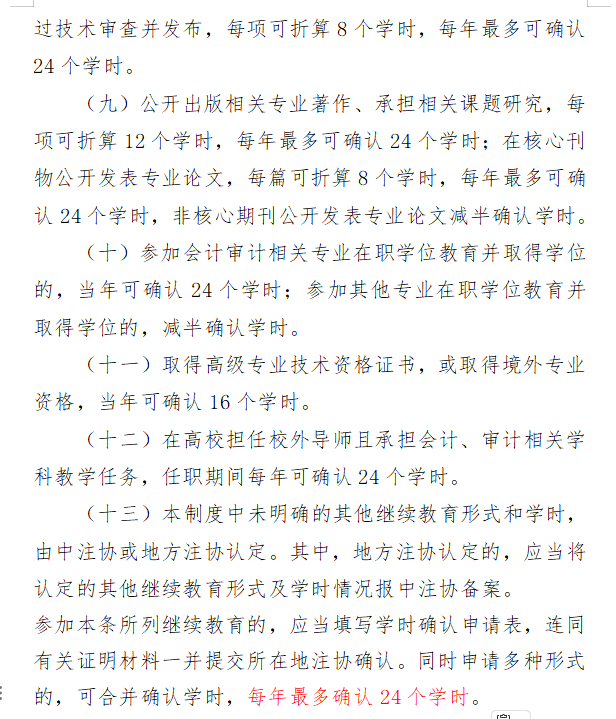 过技术审查并发布，每项可折算 8 个学时，每年最多可确认
24 个学时。
（九）公开出版相关专业著作、承担相关课题研究，每
项可折算 12 个学时，每年最多可确认 24 个学时；在核心刊
物公开发表专业论文，每篇可折算 8 个学时，每年最多可确
认 24 个学时，非核心期刊公开发表专业论文减半确认学时。
（十）参加会计审计相关专业在职学位教育并取得学位
的，当年可确认 24 个学时；参加其他专业在职学位教育并
取得学位的，减半确认学时。
（十一）取得高级专业技术资格证书，或取得境外专业
资格，当年可确认 16 个学时。
（十二）在高校担任校外导师且承担会计、审计相关学
科教学任务，任职期间每年可确认 24 个学时。
（十三）本制度中未明确的其他继续教育形式和学时，
由中注协或地方注协认定。其中，地方注协认定的，应当将
认定的其他继续教育形式及学时情况报中注协备案。
参加本条所列继续教育的，应当填写学时确认申请表，连同
有关证明材料一并提交所在地注协确认。同时申请多种形式
的，可合并确认学时，每年最多确认 24 个学时。